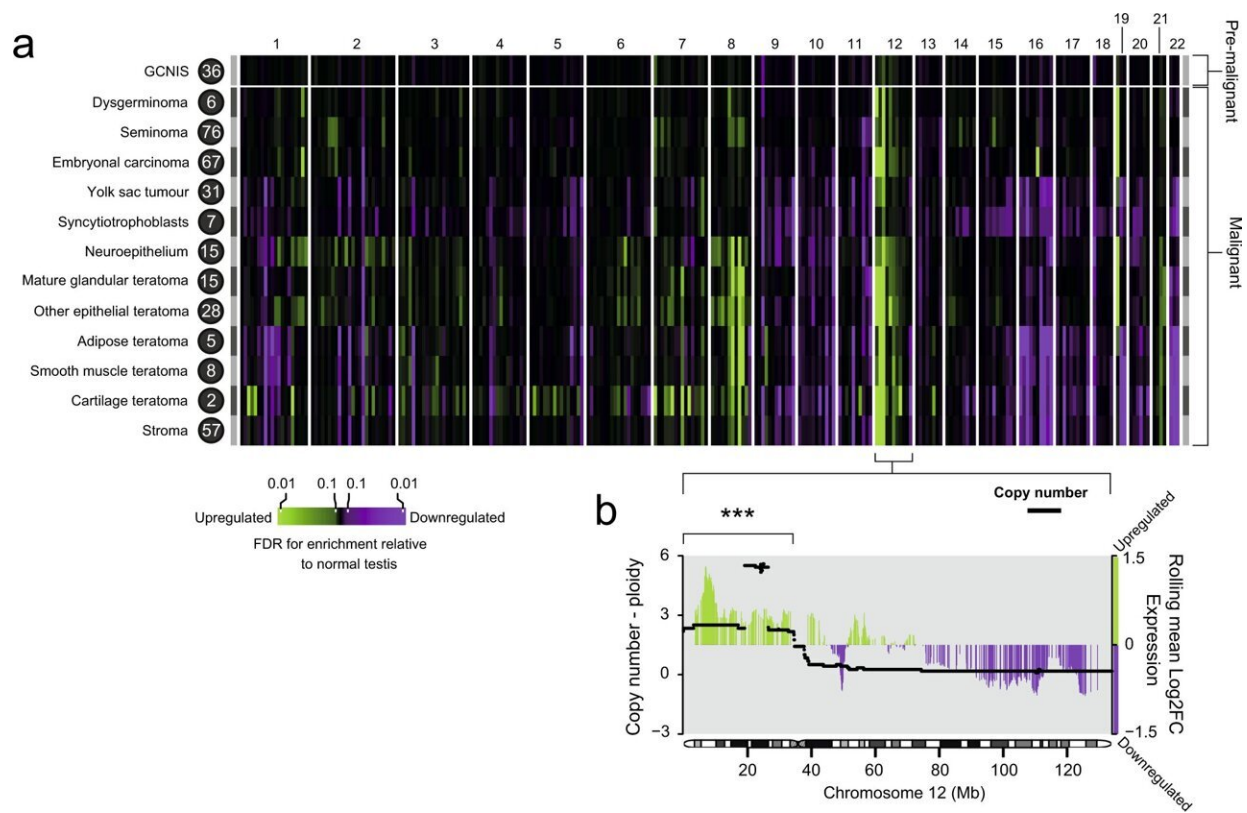 a
1 2 3 4 5 6 7 8 9 10 11 12 13 14 15 16 17 18 19 20 21 22
Pre-malignant
Malignant
GCNIS 36
Dysgerminoma 6
Seminoma 76
Embryonal carcinoma 67
Yolk sac tumour 31
Syncytiotrophoblasts 7
Neuroepithelium 15
Mature glandular teratoma 15
Other epithelial teratoma 28
Adipose teratoma 5
Smooth muscle teratoma 8
Cartilage teratoma 2
Stroma 57
0.01 0.1 0.1 0.01
Upregulated Downregulated
FDR for enrichment relative
to normal testis
b
***
Copy number
Upregulated
Copy number - ploidy
6
3
0
−3
1.5
0
−1.5
Rolling mean Log2FC
Expression
Downregulated
20 40 60 80 100 120
Chromosome 12 (Mb)